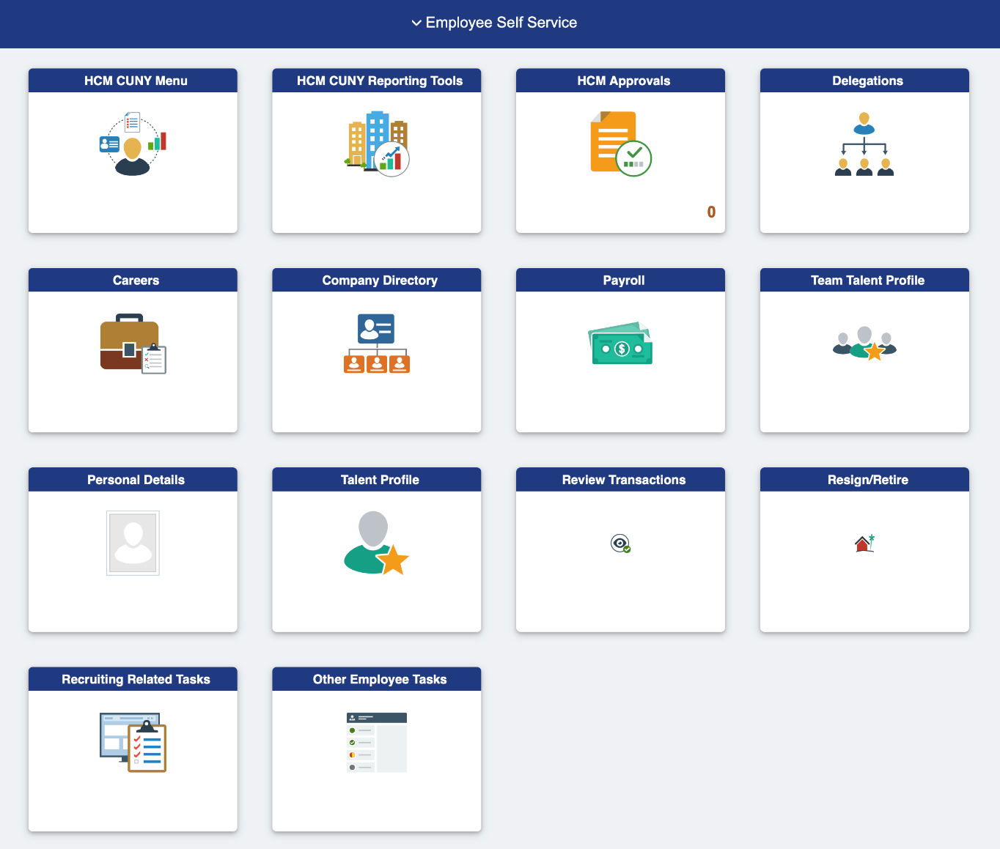 Employee Self Service
HCM CUNY Menu
HCM CUNY Reporting Tools
HCM Approvals
Delegations
0
Careers
Company Directory
Payroll
Team Talent Profile
$
Personal Details
Talent Profile
Review Transactions
Resign/Retire
Recruiting Related Tasks
Other Employee Tasks